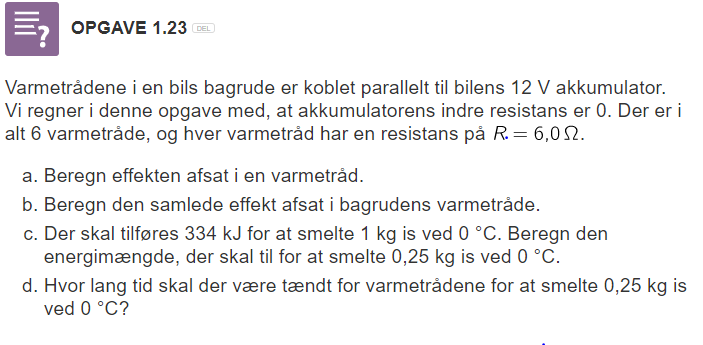 OPGAVE 1.23 DEL
Varmetrådene i en bils bagrude er koblet parallelt til bilens 12 V akkumulator.
Vi regner i denne opgave med, at akkumulatorens indre resistans er 0. Der er i
alt 6 varmetråde, og hver varmetråd har en resistans på R = 6,0 Ω.
a. Beregn effekten afsat i en varmetråd.
b. Beregn den samlede effekt afsat i bagrudens varmetråde.
c. Der skal tilføres 334 kJ for at smelte 1 kg is ved 0 °C. Beregn den
energimængde, der skal til for at smelte 0,25 kg is ved 0 °C.
d. Hvor lang tid skal der være tændt for varmetrådene for at smelte 0,25 kg is
ved 0 °C?